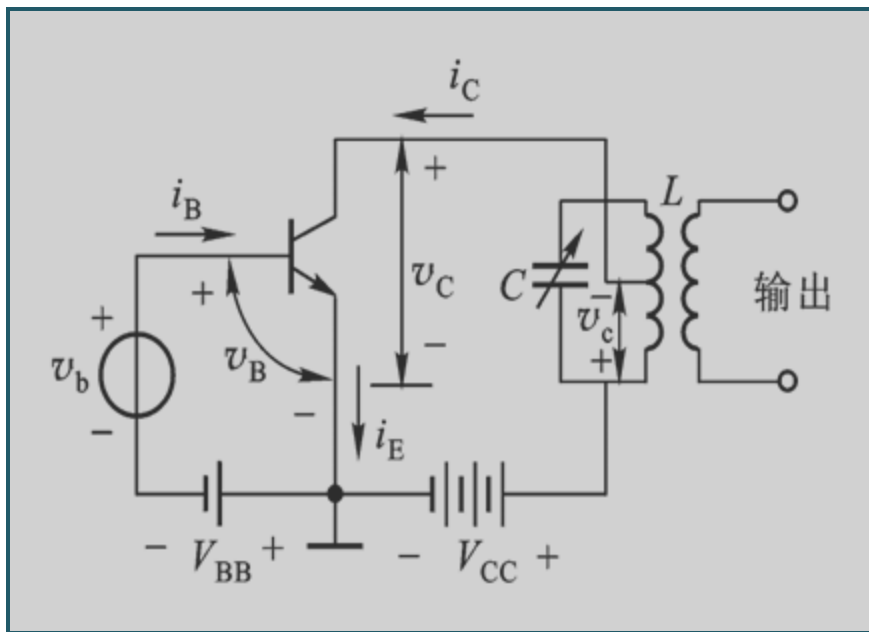 i_C
+
i_B
L
+
v_C
C
−
v_c
+
输出
+
v_b
−
v_B
−
−
i_E
− V_BB +
− V_CC +